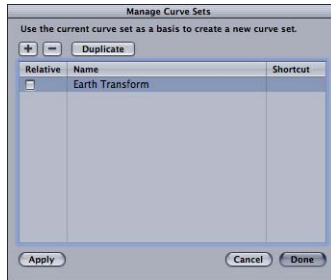 Manage Curve Sets
Use the current curve set as a basis to create a new curve set.
+ - Duplicate
Relative Name Shortcut
Earth Transform
Apply Cancel Done